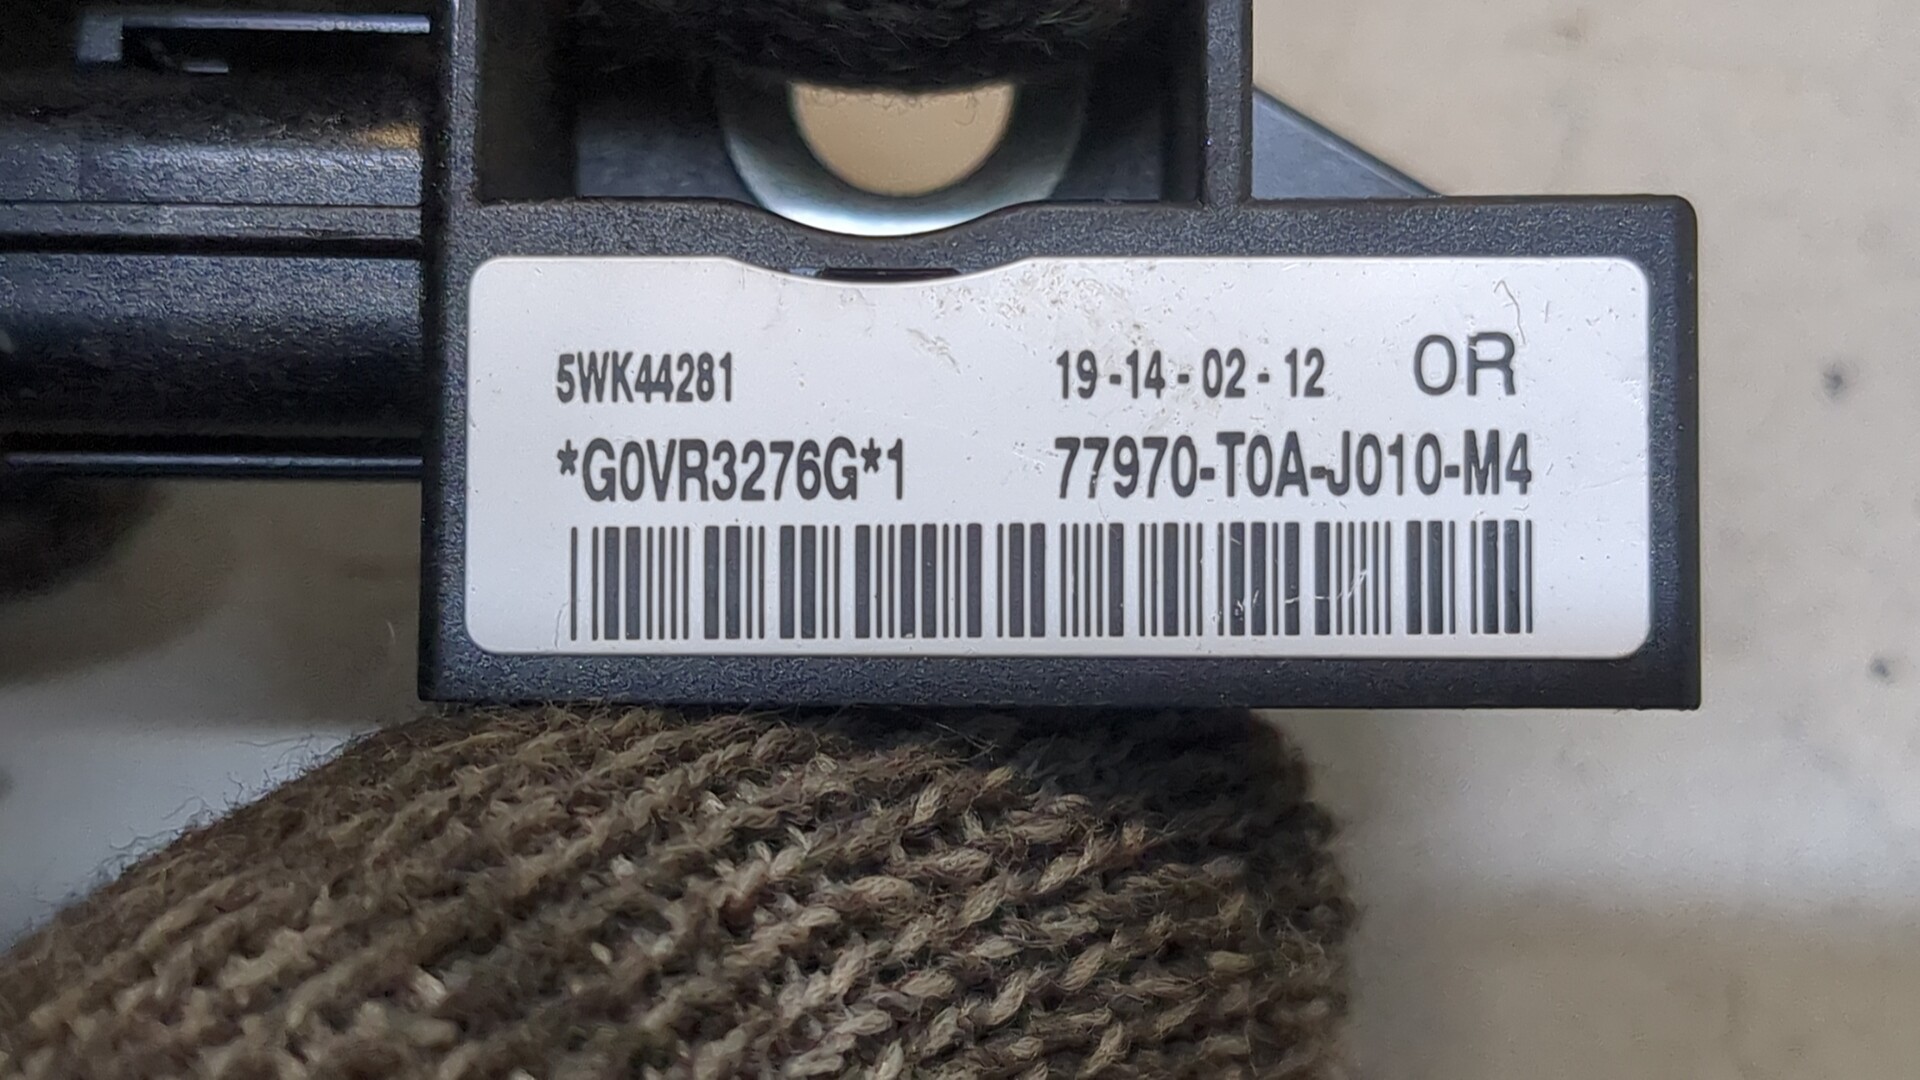 5WK44281 19-14-02-12 OR
*G0VR3276G*1 77970-T0A-J010-M4